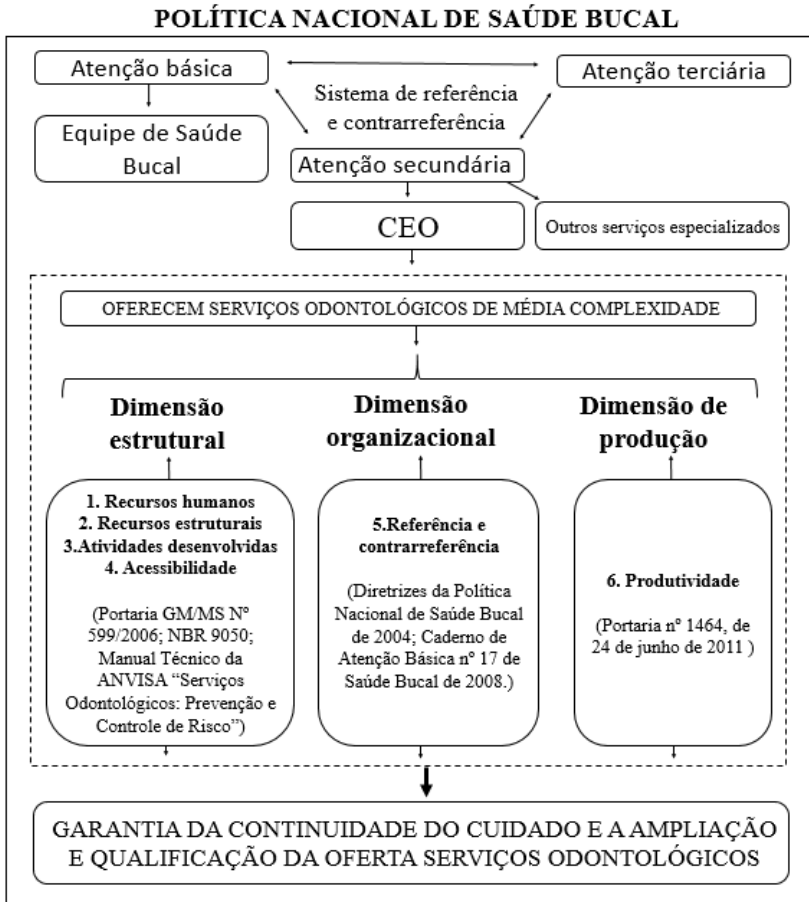 POLÍTICA NACIONAL DE SAÚDE BUCAL
Atenção básica
Atenção terciária
Sistema de referência
e contrarreferência
Equipe de Saúde
Bucal
Atenção secundária
CEO
Outros serviços especializados
OFERECEM SERVIÇOS ODONTOLÓGICOS DE MÉDIA COMPLEXIDADE
Dimensão
estrutural
Dimensão
organizacional
Dimensão de
produção
1. Recursos humanos
2. Recursos estruturais
3.Atividades desenvolvidas
4. Acessibilidade
(Portaria GM/MS Nº
599/2006; NBR 9050;
Manual Técnico da
ANVISA “Serviços
Odontológicos: Prevenção e
Controle de Risco”)
5.Referência e
contrarreferência
(Diretrizes da Política
Nacional de Saúde Bucal
de 2004; Caderno de
Atenção Básica nº 17 de
Saúde Bucal de 2008.)
6. Produtividade
(Portaria nº 1464, de
24 de junho de 2011 )
GARANTIA DA CONTINUIDADE DO CUIDADO E A AMPLIAÇÃO
E QUALIFICAÇÃO DA OFERTA SERVIÇOS ODONTOLÓGICOS